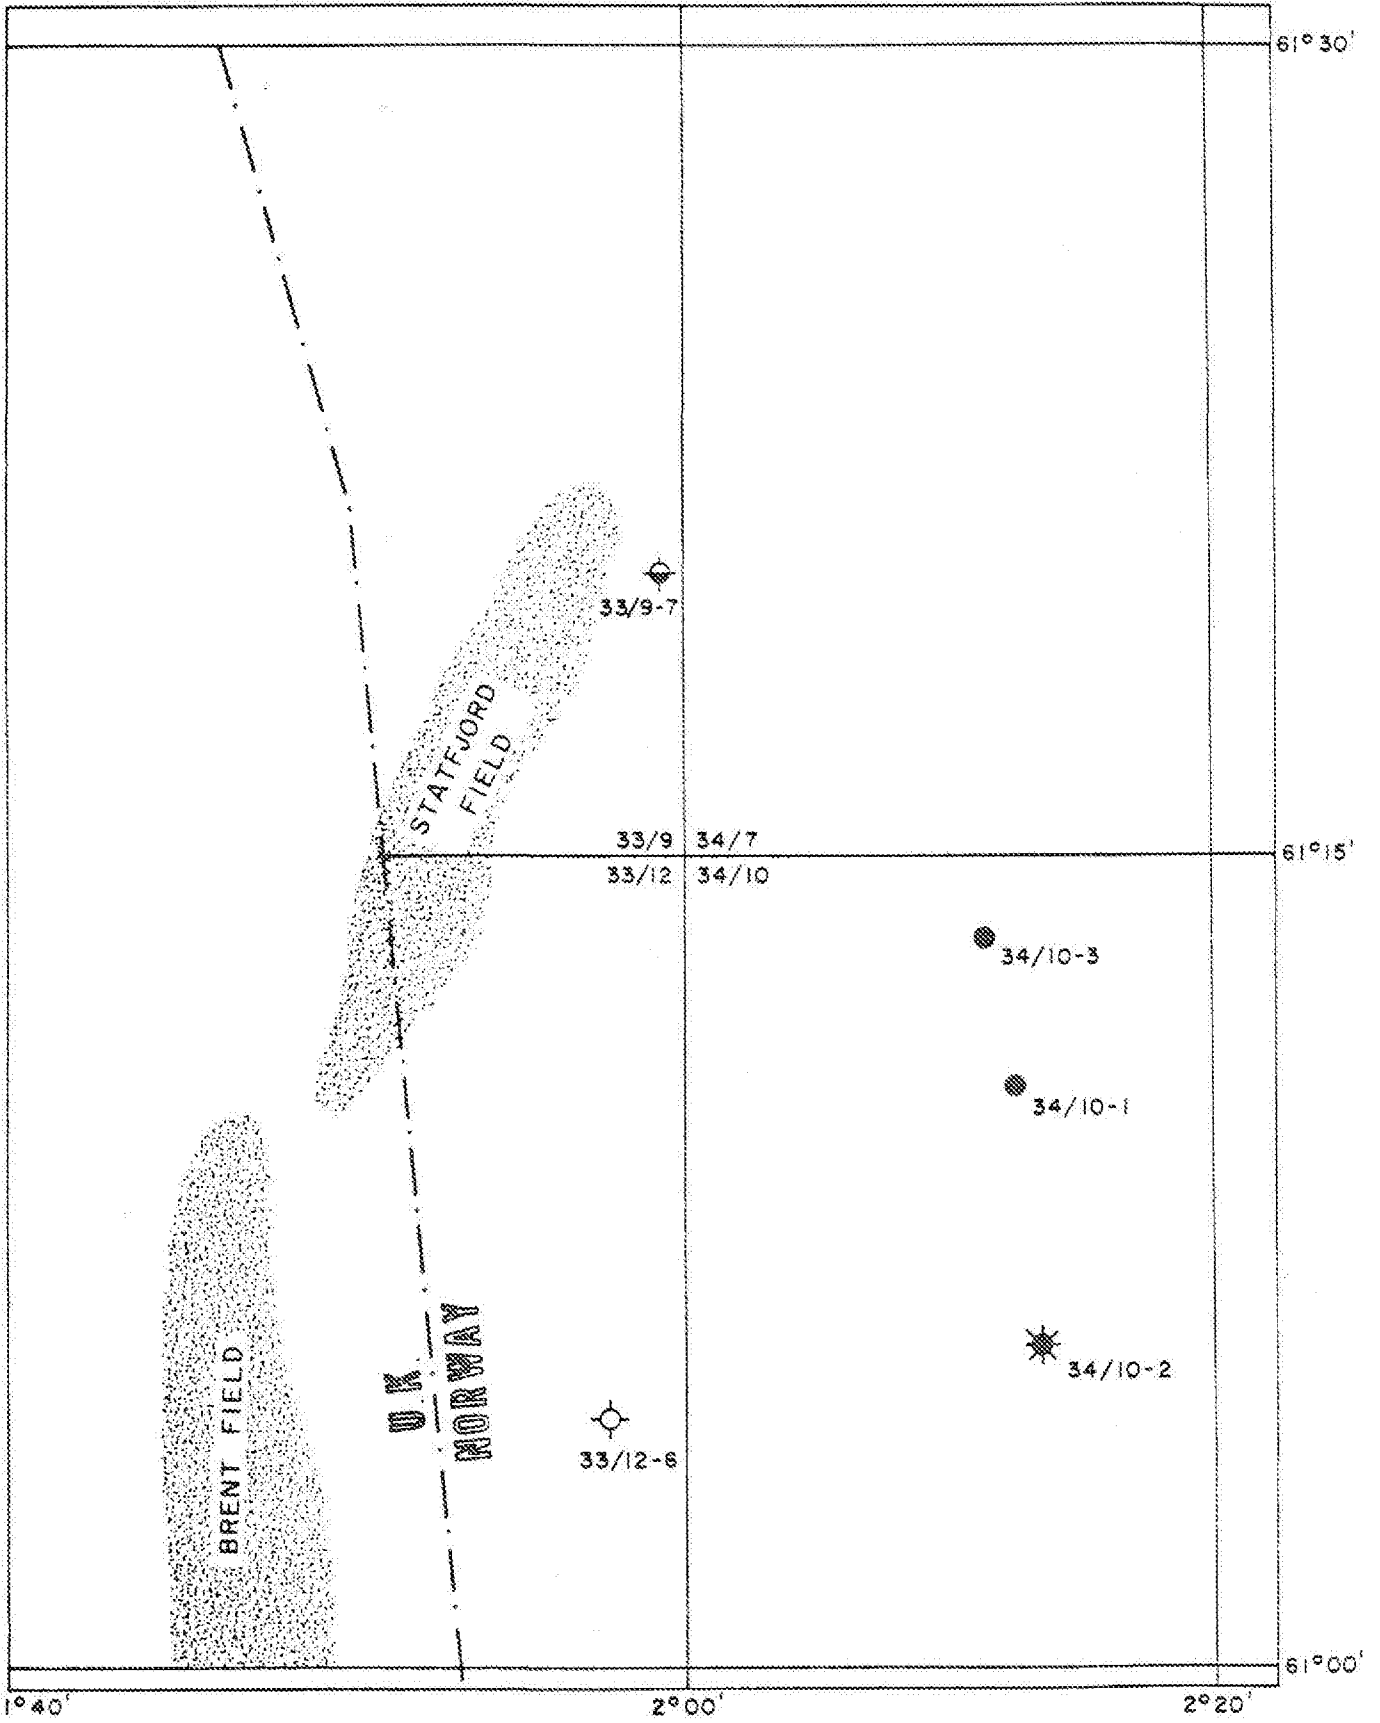 61° 30'
33/9-7
STATFJORD
FIELD
33/9 34/7
61° 15'
33/12 34/10
34/10-3
34/10-1
34/10-2
U.K.
NORWAY
BRENT FIELD
33/12-6
61° 00'
1° 40'
2° 00'
2° 20'